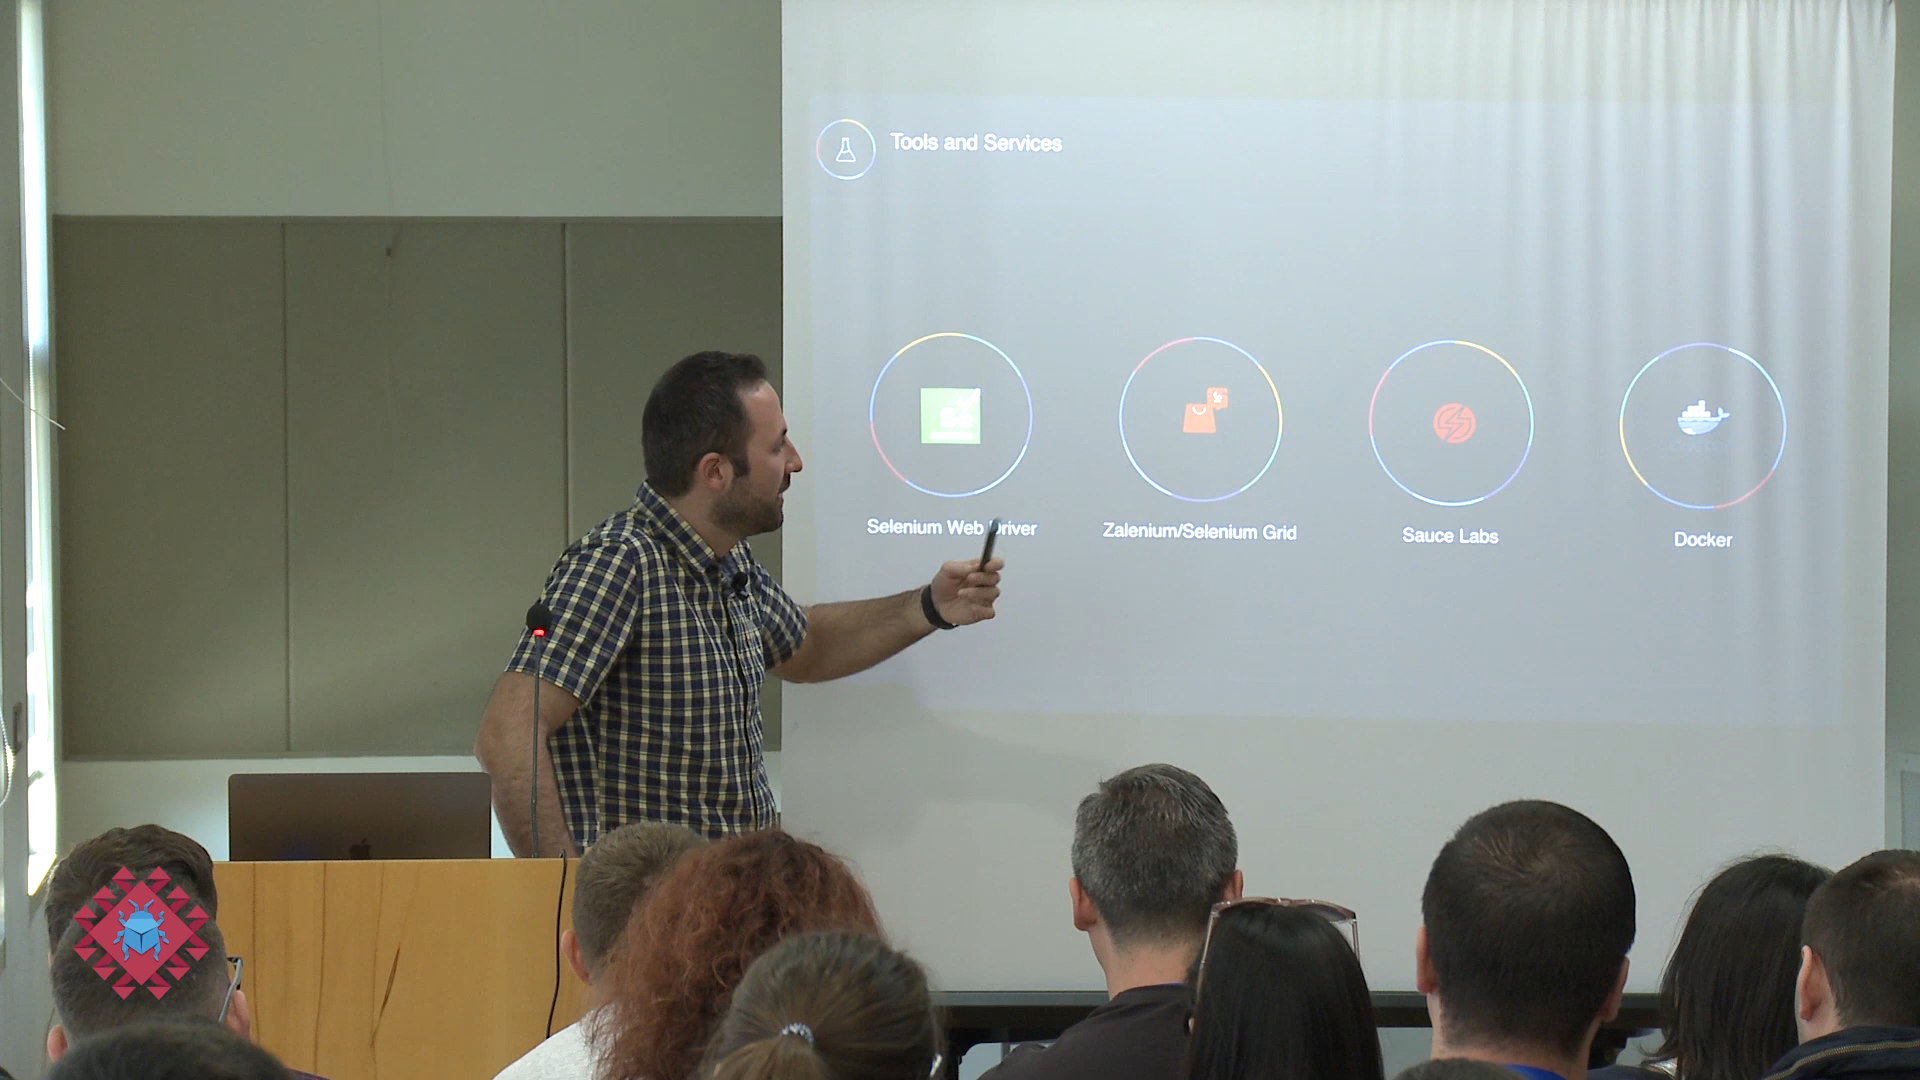 Tools and Services
Selenium Web Driver
Zalenium/Selenium Grid
Sauce Labs
Docker